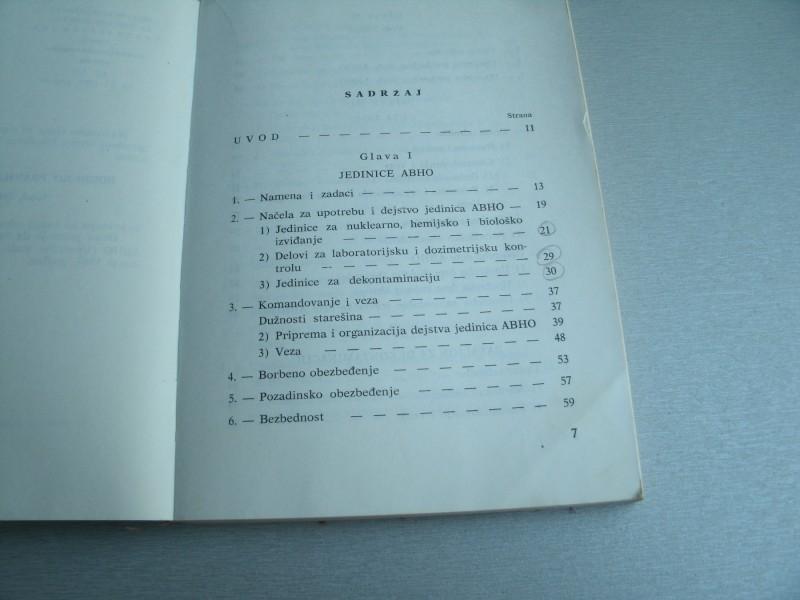 SADRŽAJ
Strana
UVOD — — — — — — — — — — 11
Glava I
JEDINICE ABHO
1. — Namena i zadaci — — — — — — — — 13
2. — Načela za upotrebu i dejstvo jedinica ABHO — 19
1) Jedinice za nuklearno, hemijsko i biološko
izviđanje — — — — — — — — 21
2) Delovi za laboratorijsku i dozimetrijsku kon-
trolu — — — — — — — — — 29
3) Jedinice za dekontaminaciju — — — — 30
3. — Komandovanje i veza — — — — — — — 37
Dužnosti starešina — — — — — — — — 37
2) Priprema i organizacija dejstva jedinica ABHO 39
3) Veza — — — — — — — — — — 48
4. — Borbeno obezbeđenje — — — — — — — 53
5. — Pozadinsko obezbeđenje — — — — — — 57
6. — Bezbednost — — — — — — — — — 59
7